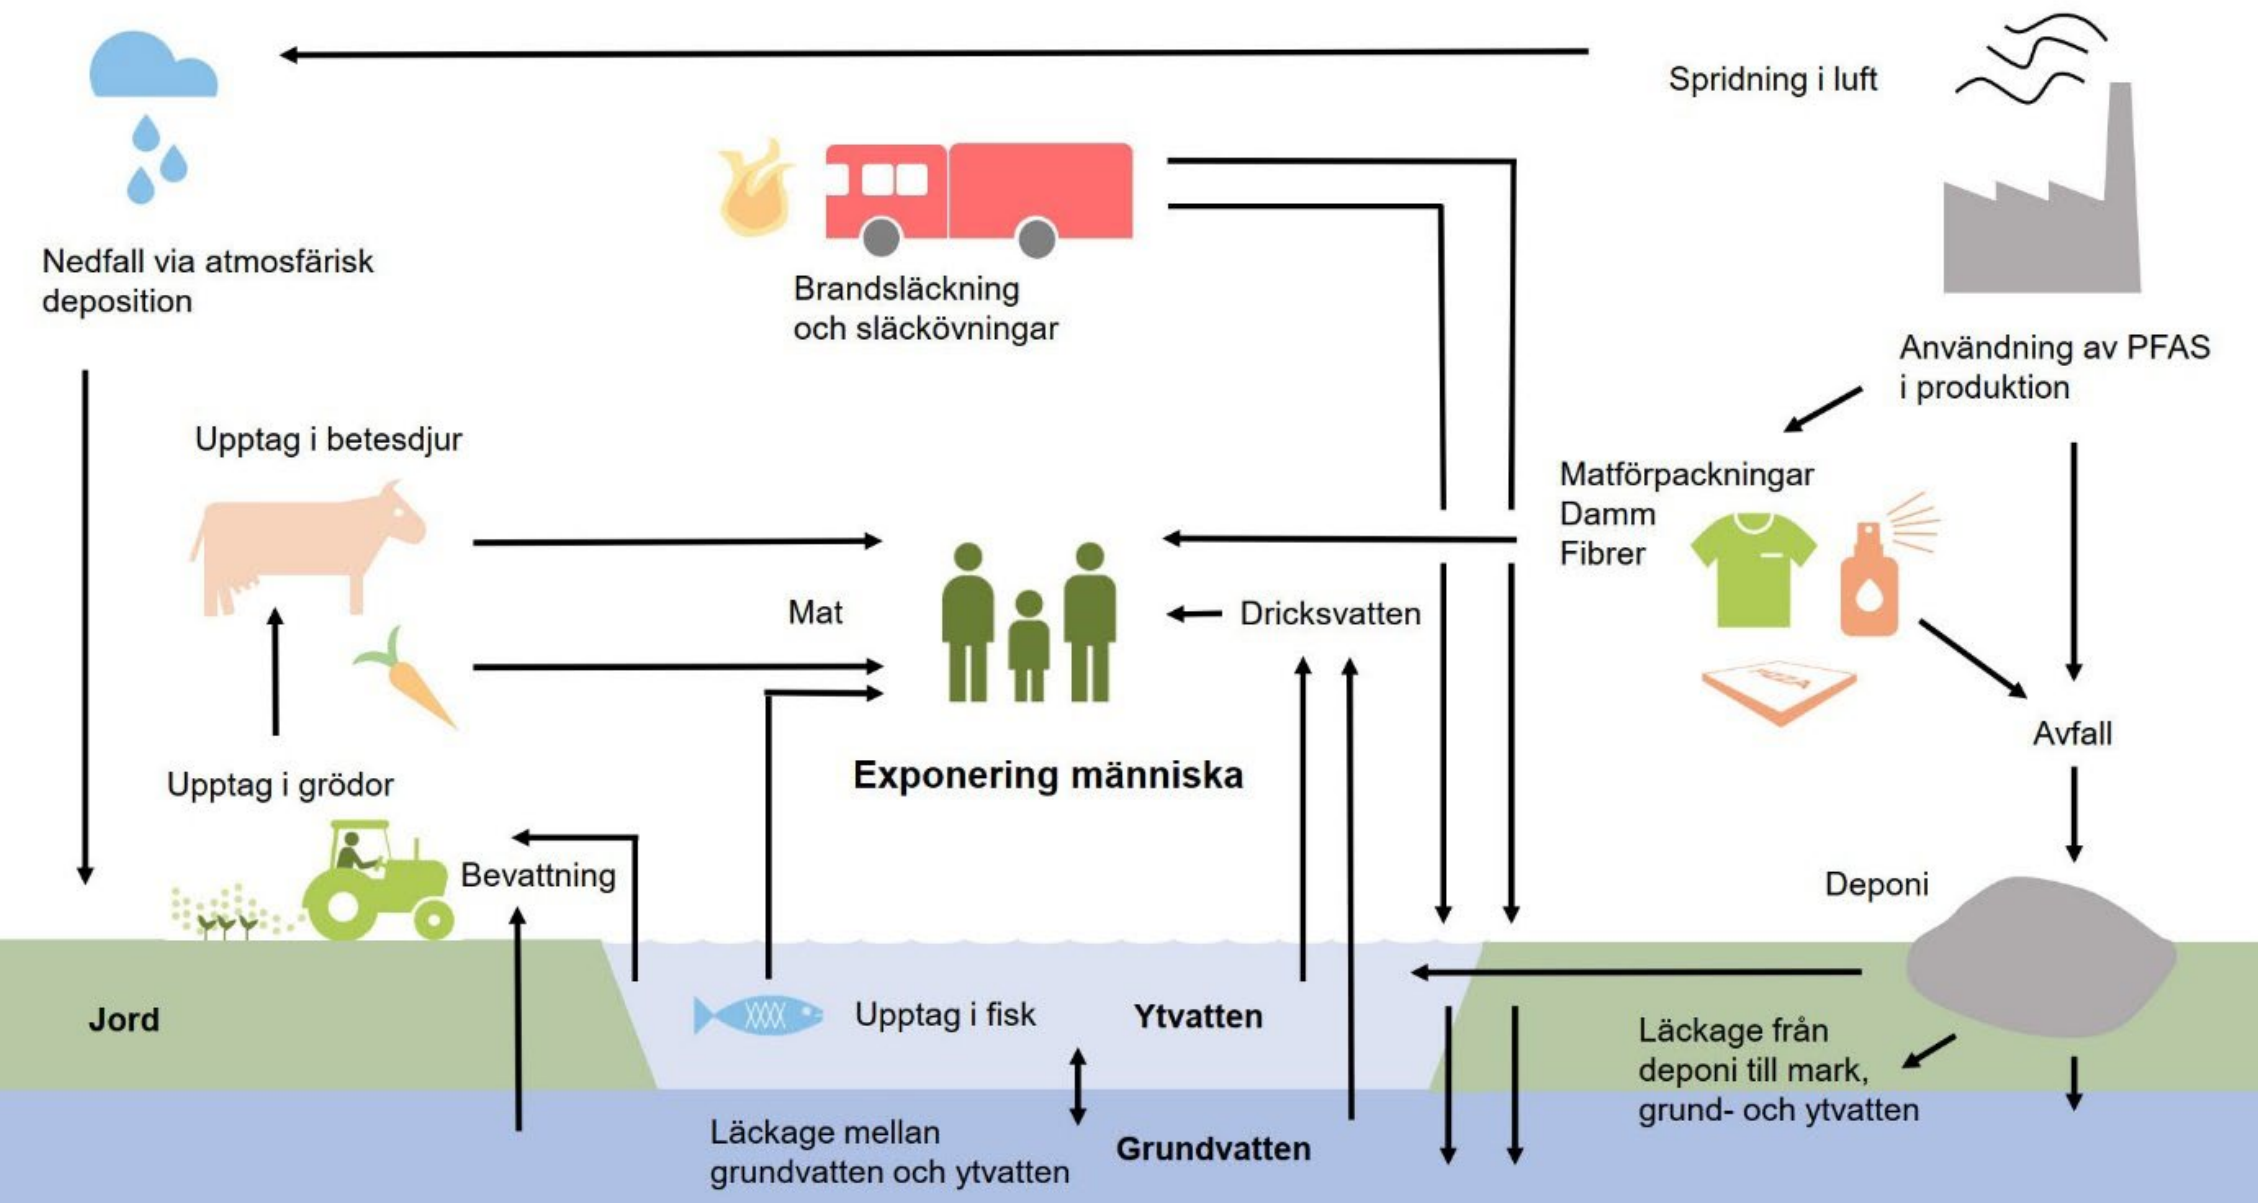 Spridning i luft
Nedfall via atmosfärisk
deposition
Brandsläckning
och släckövningar
Användning av PFAS
i produktion
Upptag i betesdjur
Matförpackningar
Damm
Fibrer
Mat
Dricksvatten
PIZZA
Avfall
Exponering människa
Upptag i grödor
Bevattning
Deponi
Jord
Upptag i fisk
Ytvatten
Läckage från
deponi till mark,
grund- och ytvatten
Läckage mellan
grundvatten och ytvatten
Grundvatten